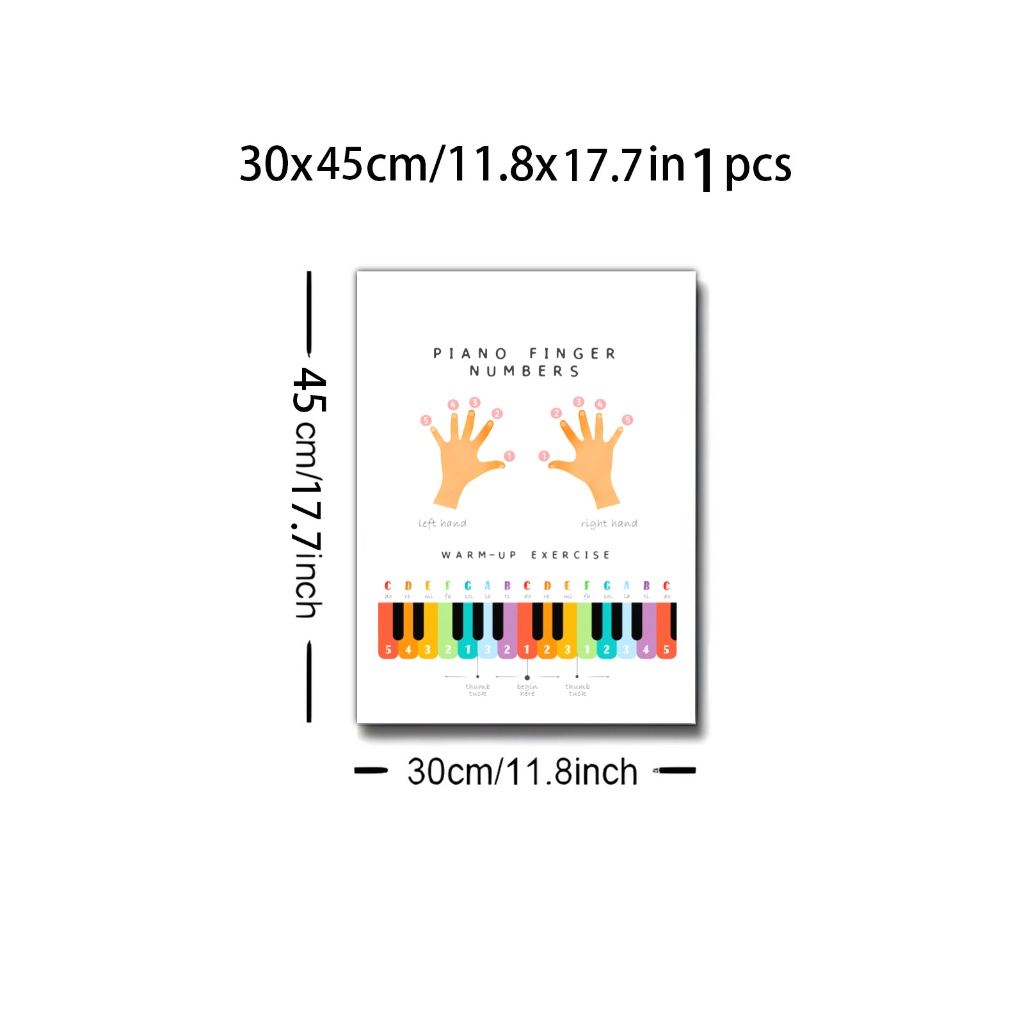 30x45cm/11.8x17.7in 1 pcs
45 cm/17.7inch
PIANO FINGER
NUMBERS
5 4 3 2 1 1 2 3 4 5
left hand right hand
WARM-UP EXERCISE
C D E F G A B C D E F G A B C
do re mi fa sol la ti do re mi fa sol la ti do
5 4 3 2 1 3 2 1 2 3 1 2 3 4 5
thumb tuck begin here thumb tuck
30cm/11.8inch